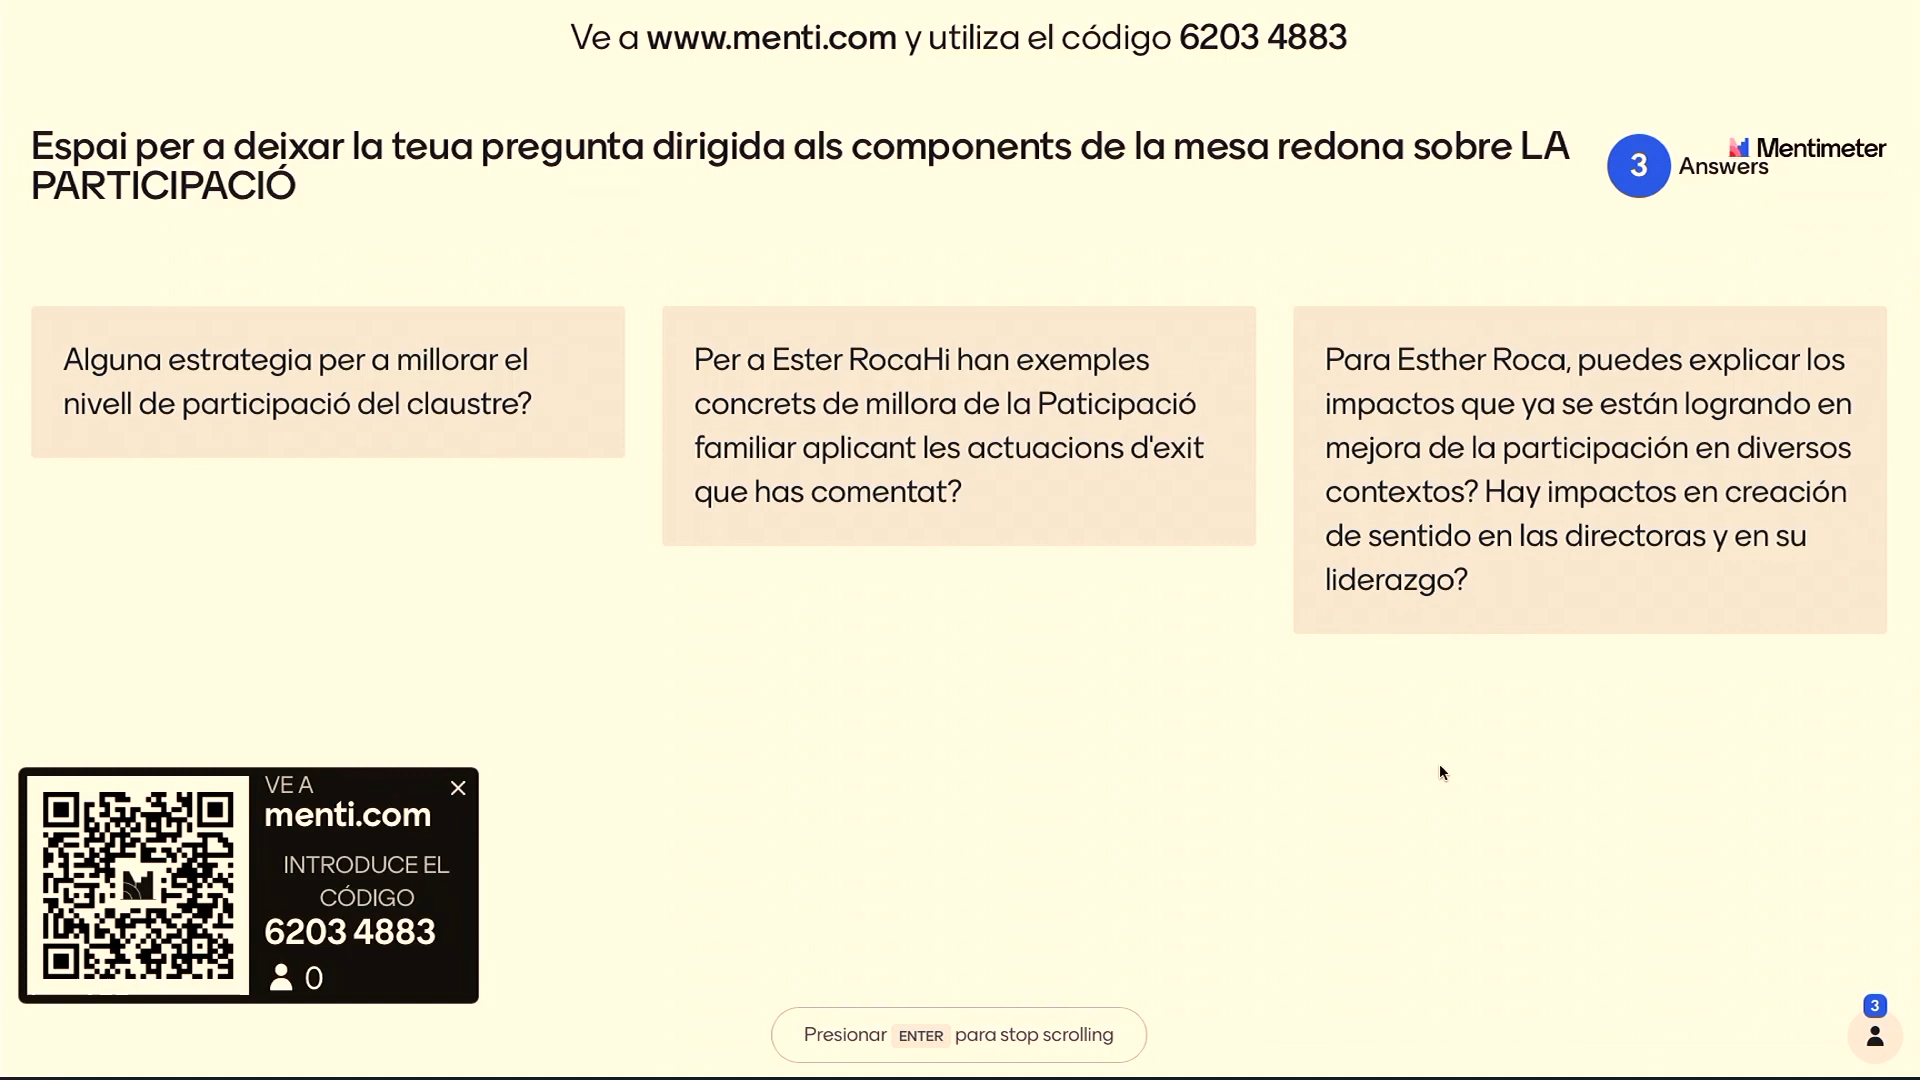 Ve a www.menti.com y utiliza el código 6203 4883
Espai per a deixar la teua pregunta dirigida als components de la mesa redona sobre LA
PARTICIPACIÓ
3 Answers
Mentimeter
Alguna estrategia per a millorar el
nivell de participació del claustre?
Per a Ester RocaHi han exemples
concrets de millora de la Paticipació
familiar aplicant les actuacions d'exit
que has comentat?
Para Esther Roca, puedes explicar los
impactos que ya se están logrando en
mejora de la participación en diversos
contextos? Hay impactos en creación
de sentido en las directoras y en su
liderazgo?
VE A
menti.com
INTRODUCE EL
CÓDIGO
6203 4883
0
Presionar ENTER para stop scrolling
3